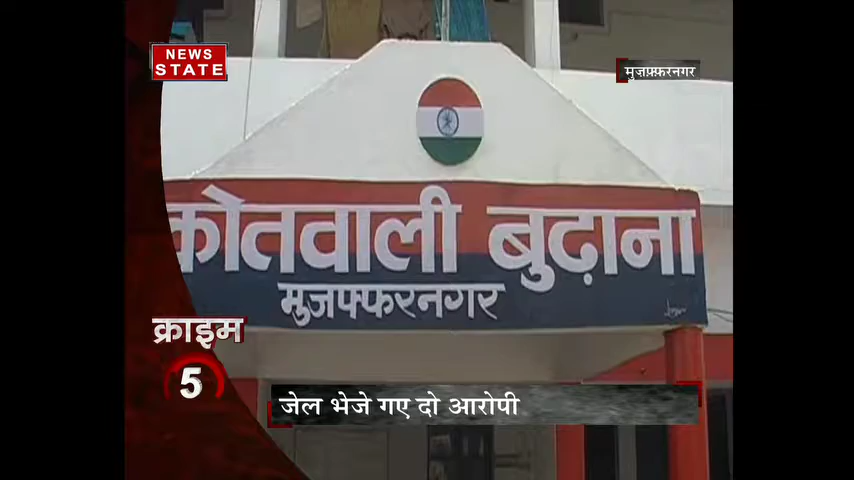 NEWS
STATE
मुज़फ़्फ़रनगर
कोतवाली बुढ़ाना
मुजफ्फरनगर
क्राइम
5
जेल भेजे गए दो आरोपी